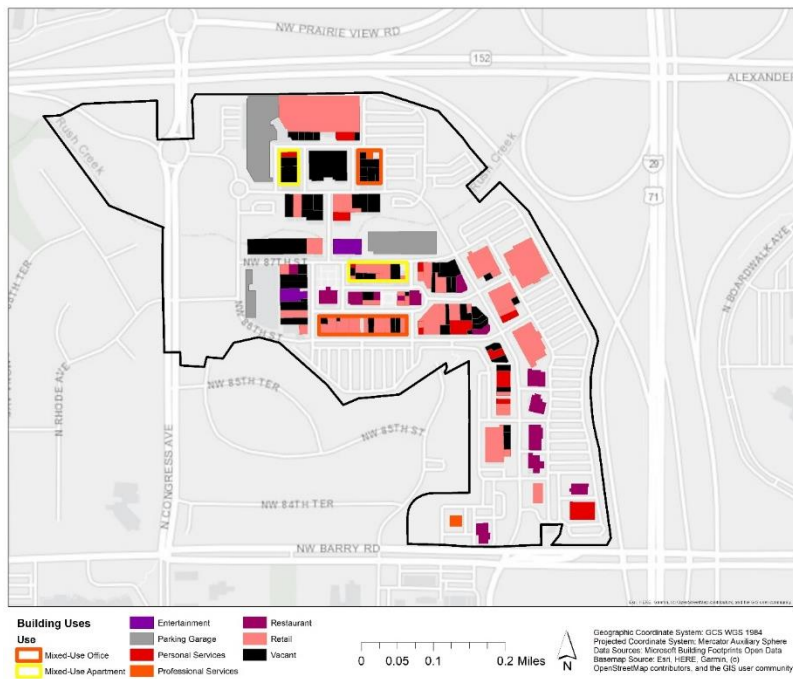 NW PRAIRIE VIEW RD
152
ALEXANDER
Rush Creek
Rush Creek
29
71
N BOARDWALK AVE
NW 87TH ST
NW 86TH ST
N RHODE AVE
NW 85TH TER
NW 85TH ST
N CONGRESS AVE
NW 84TH TER
NW BARRY RD
Building Uses
Use
Mixed-Use Office
Mixed-Use Apartment
Entertainment
Parking Garage
Personal Services
Professional Services
Restaurant
Retail
Vacant
0 0.05 0.1 0.2 Miles
N
Geographic Coordinate System: GCS WGS 1984
Projected Coordinate System: Mercator Auxiliary Sphere
Data Sources: Microsoft Building Footprints Open Data
Basemap Source: Esri, HERE, Garmin, (c)
OpenStreetMap contributors, and the GIS user community